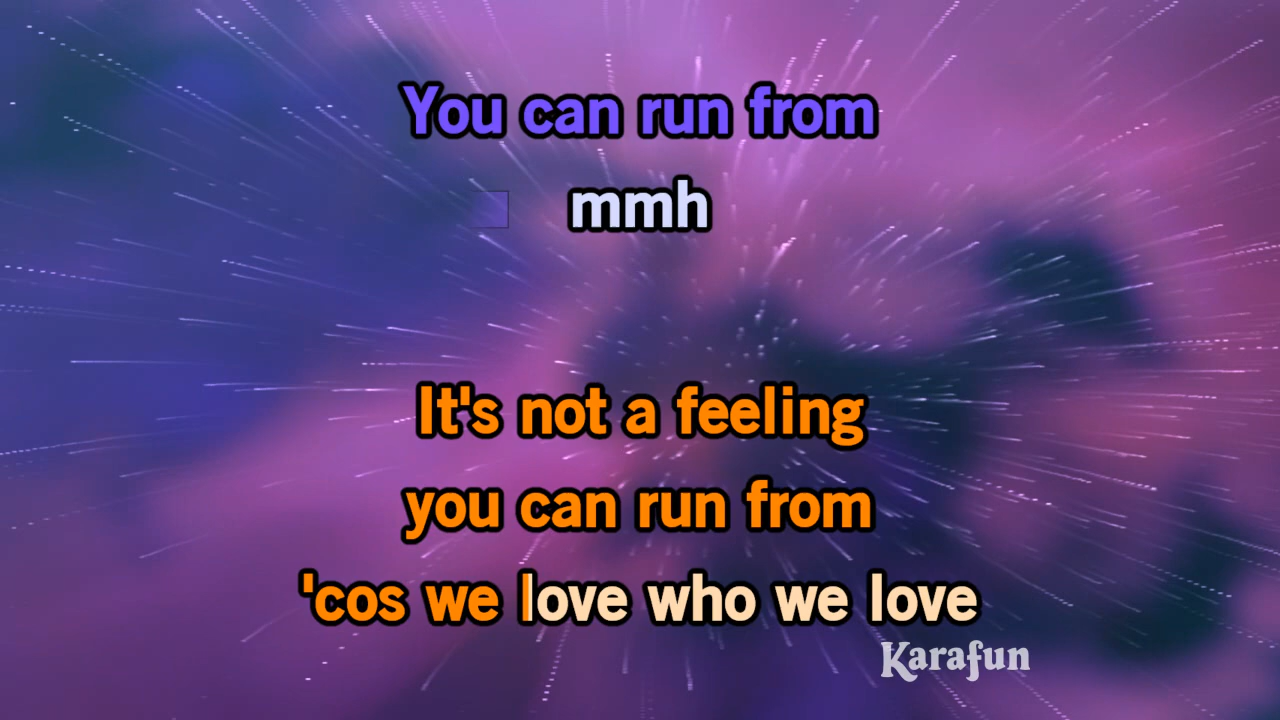 You can run from
mmh
It's not a feeling
you can run from
'cos we love who we love
Karafun